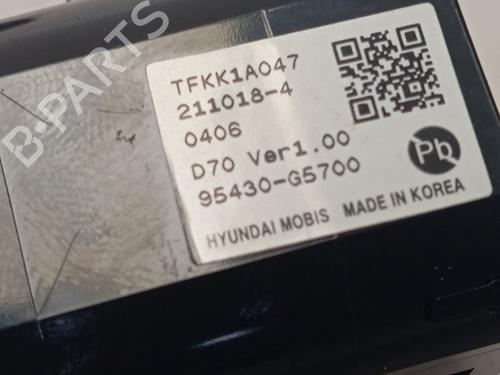 TFKK1A047
211018-4
0406
D70 Ver1.00
95430-G5700
HYUNDAI MOBIS MADE IN KOREA
Pb
B-PARTS